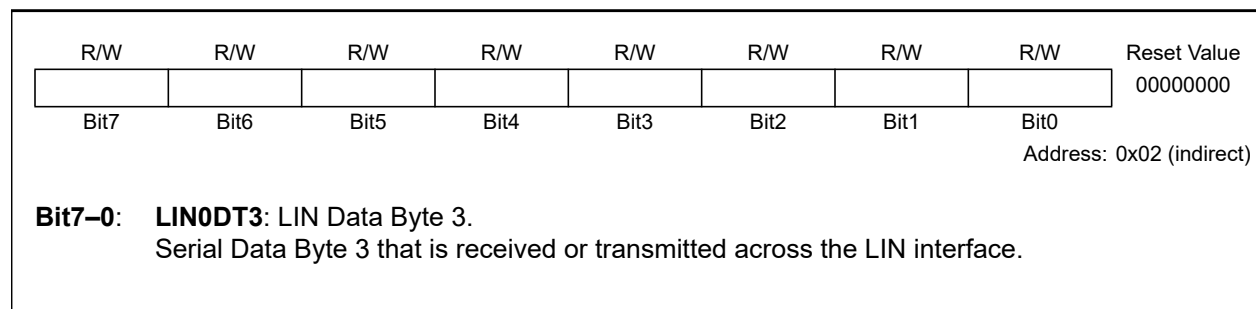 R/W R/W R/W R/W R/W R/W R/W R/W Reset Value
00000000
Bit7 Bit6 Bit5 Bit4 Bit3 Bit2 Bit1 Bit0
Address: 0x02 (indirect)
Bit7–0: LIN0DT3: LIN Data Byte 3.
Serial Data Byte 3 that is received or transmitted across the LIN interface.